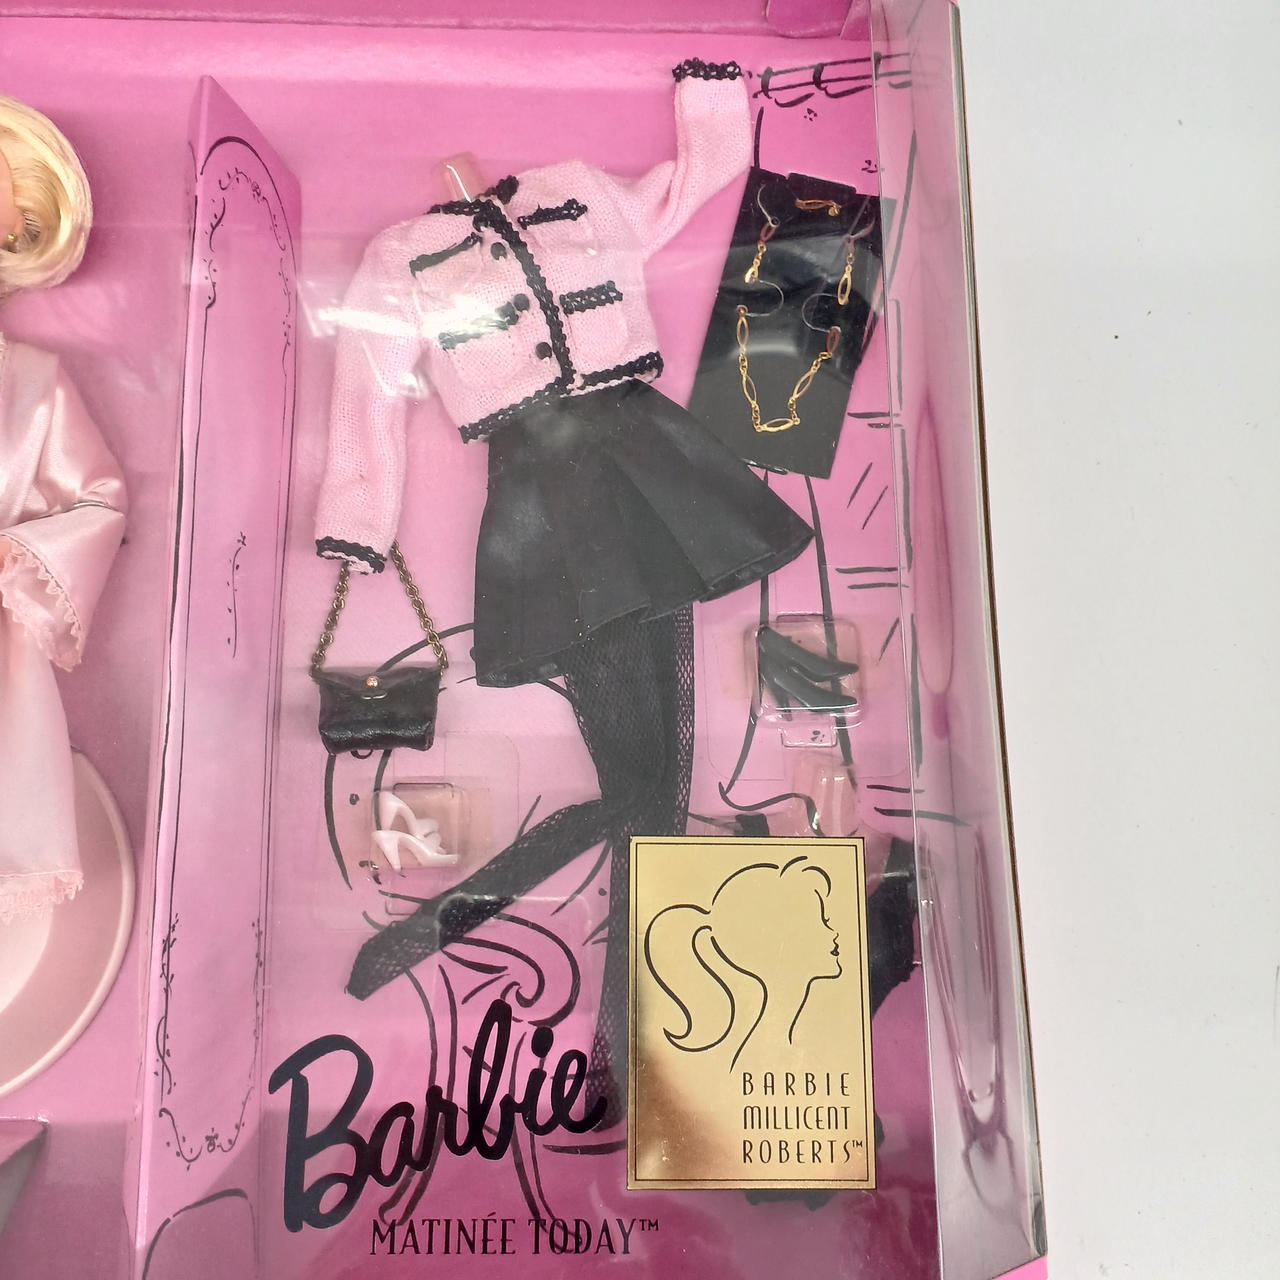 BARBIE
MILLICENT
ROBERTS™
Barbie
MATINÉE TODAY™